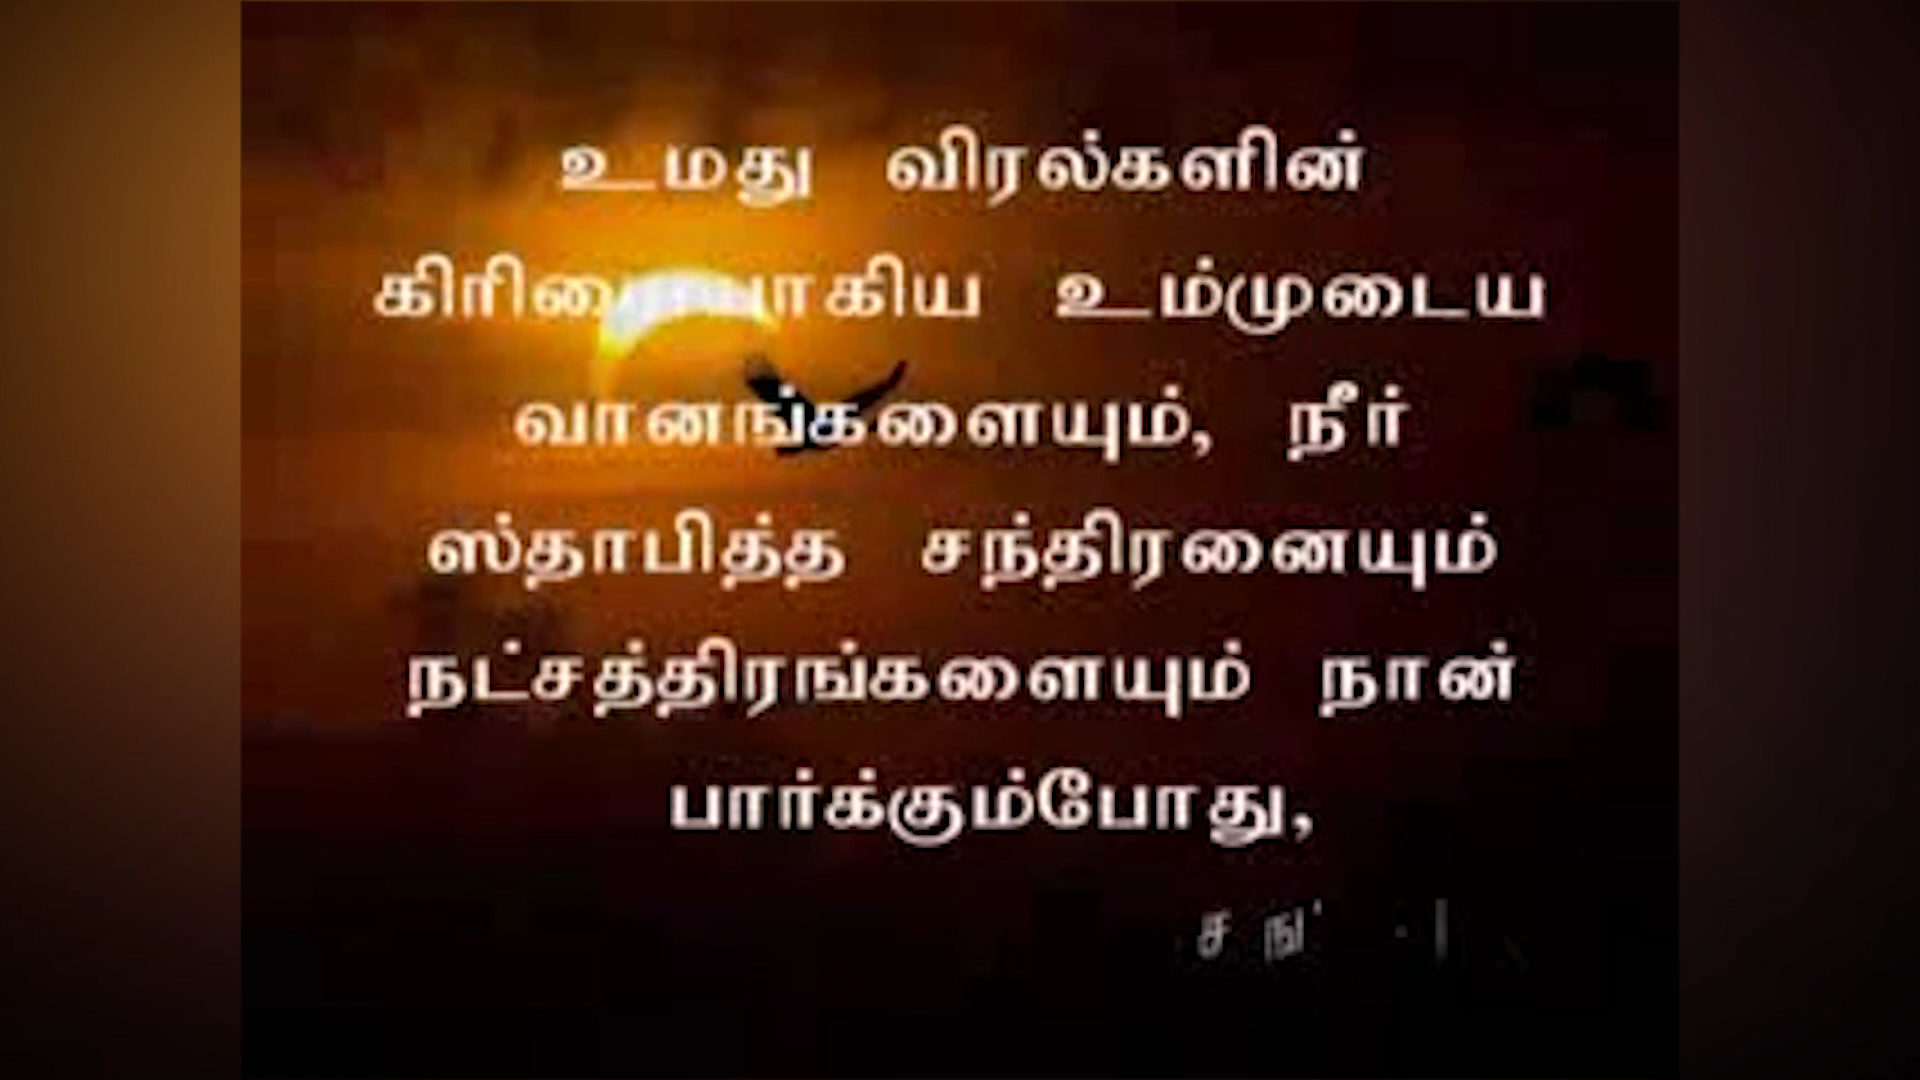 உமது விரல்களின்
கிரியையாகிய உம்முடைய
வானங்களையும், நீர்
ஸ்தாபித்த சந்திரனையும்
நட்சத்திரங்களையும் நான்
பார்க்கும்போது,